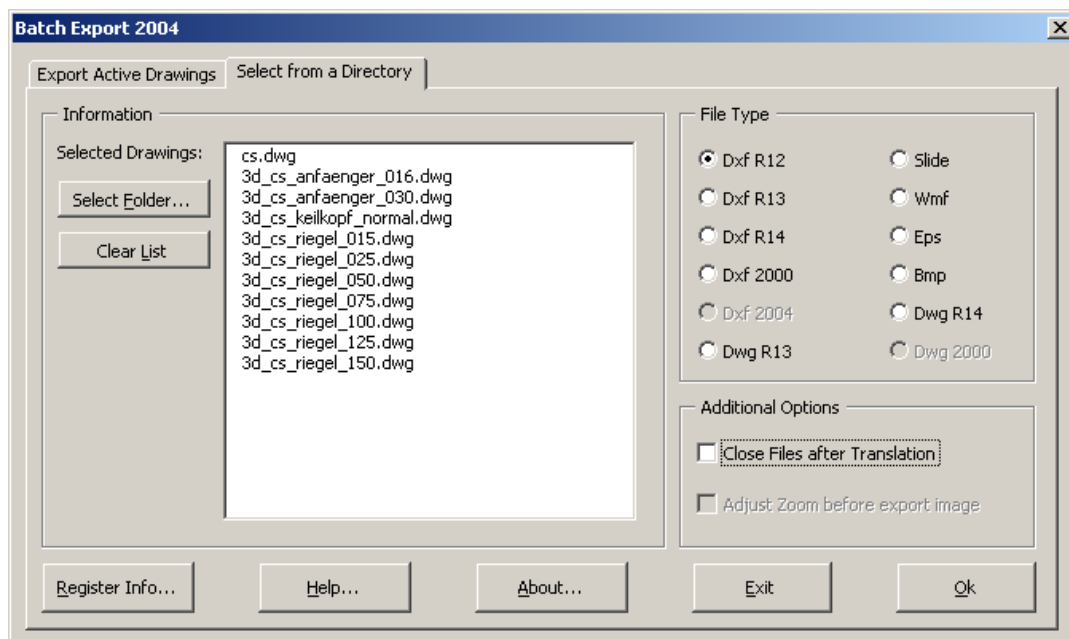 Batch Export 2004
Export Active Drawings
Select from a Directory
Information
Selected Drawings:
Select Folder...
Clear List
cs.dwg
3d_cs_anfaenger_016.dwg
3d_cs_anfaenger_030.dwg
3d_cs_keilkopf_normal.dwg
3d_cs_riegel_015.dwg
3d_cs_riegel_025.dwg
3d_cs_riegel_050.dwg
3d_cs_riegel_075.dwg
3d_cs_riegel_100.dwg
3d_cs_riegel_125.dwg
3d_cs_riegel_150.dwg
File Type
Dxf R12
Dxf R13
Dxf R14
Dxf 2000
Dxf 2004
Dwg R13
Slide
Wmf
Eps
Bmp
Dwg R14
Dwg 2000
Additional Options
Close Files after Translation
Adjust Zoom before export image
Register Info...
Help...
About...
Exit
Ok